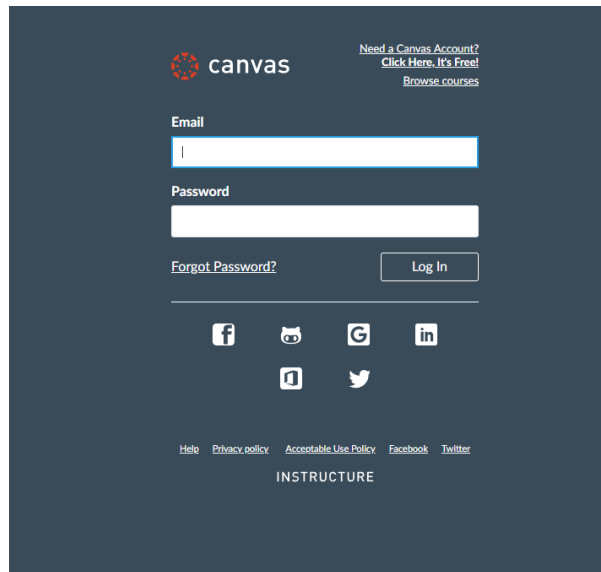 Need a Canvas Account?
Click Here, It's Free!
canvas
Browse courses
Email
Password
Forgot Password?
Log In
f
G
in
Help Privacy policy Acceptable Use Policy Facebook Twitter
INSTRUCTURE